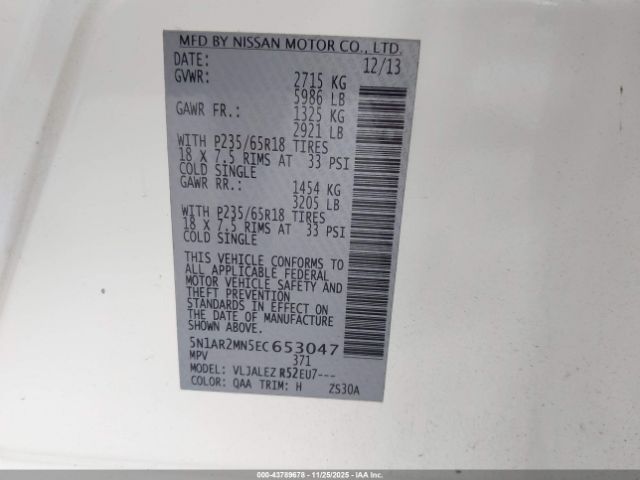 MFD BY NISSAN MOTOR CO., LTD.
DATE: 12/13
GVWR: 2715 KG
5986 LB
GAWR FR.: 1325 KG
2921 LB
WITH P235/65R18 TIRES
18 X 7.5 RIMS AT 33 PSI
COLD SINGLE
GAWR RR.: 1454 KG
3205 LB
WITH P235/65R18 TIRES
18 X 7.5 RIMS AT 33 PSI
COLD SINGLE
THIS VEHICLE CONFORMS TO
ALL APPLICABLE FEDERAL
MOTOR VEHICLE SAFETY AND
THEFT PREVENTION
STANDARDS IN EFFECT ON
THE DATE OF MANUFACTURE
SHOWN ABOVE.
5N1AR2MN5EC653047
MPV 371
MODEL: VLJALEZ R52EU7---
COLOR: QAA TRIM: H ZS30A
000-43789678 - 11/25/2025 - IAA Inc.